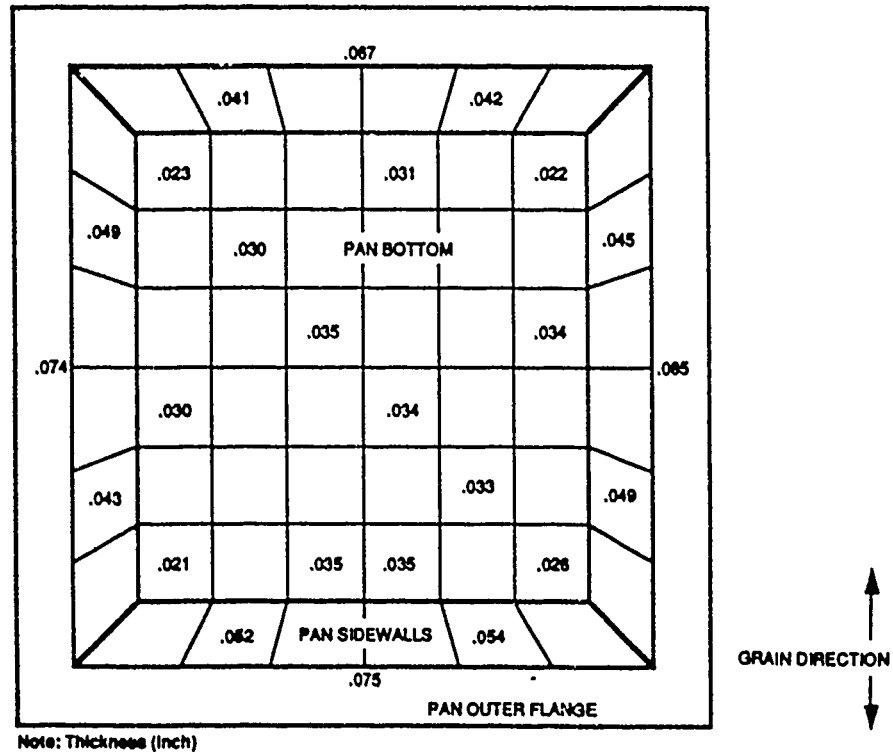 .067
.041 .042
.023 .031 .022
.049 .030 PAN BOTTOM .045
.035 .034
.074 .065
.030 .034
.043 .033 .049
.021 .035 .035 .026
.052 PAN SIDEWALLS .054
GRAIN DIRECTION
.075
PAN OUTER FLANGE
Note: Thickness (Inch)